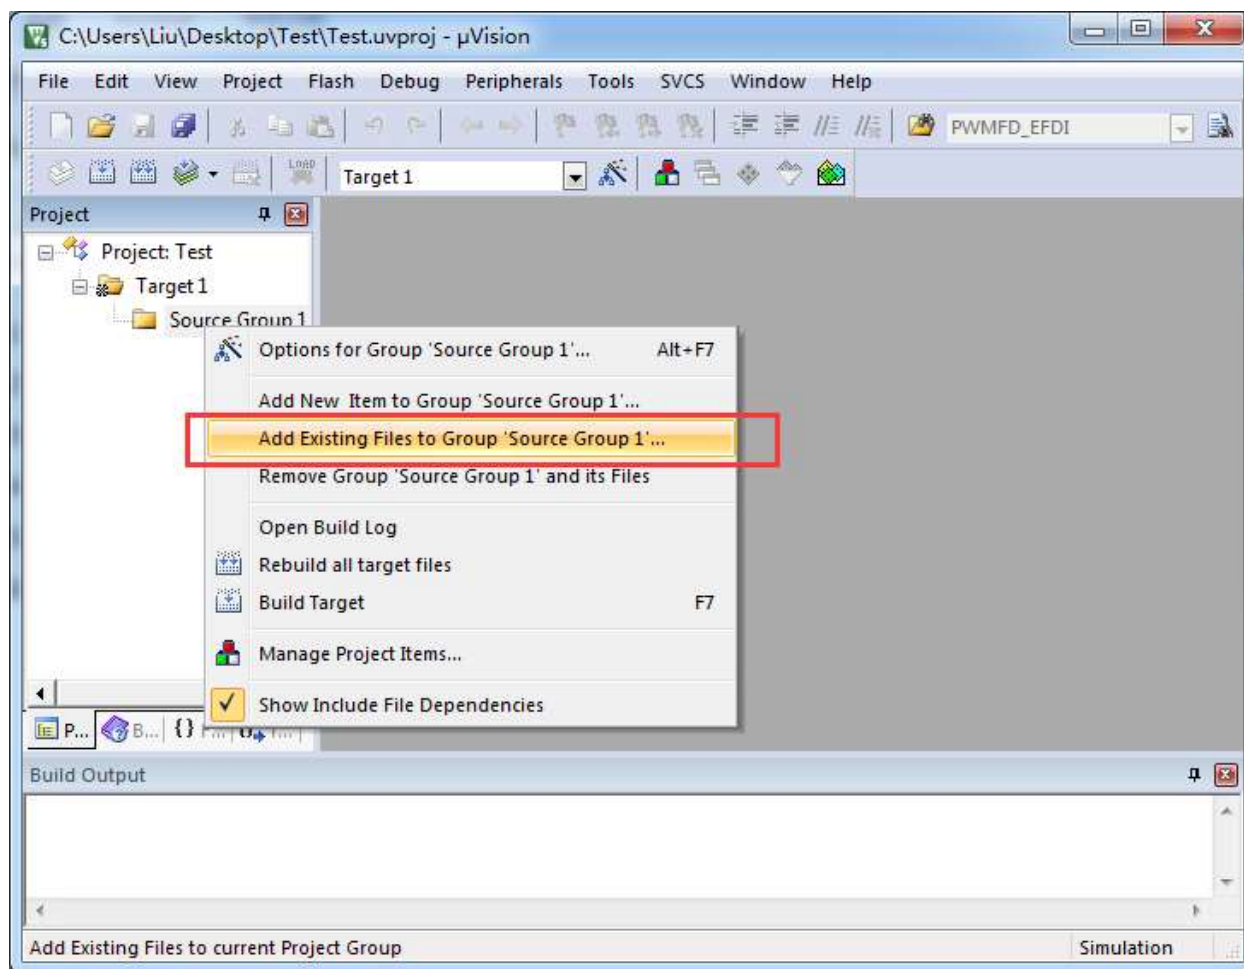 C:\Users\Liu\Desktop\Test\Test.uvproj - µVision
File Edit View Project Flash Debug Peripherals Tools SVCS Window Help
PWMFD_EFDI
LOAD Target 1
Project
Project: Test
Target 1
Source Group 1
Options for Group 'Source Group 1'... Alt+F7
Add New Item to Group 'Source Group 1'...
Add Existing Files to Group 'Source Group 1'...
Remove Group 'Source Group 1' and its Files
Open Build Log
Rebuild all target files
Build Target F7
Manage Project Items...
Show Include File Dependencies
P... B... {}
Build Output
Add Existing Files to current Project Group Simulation